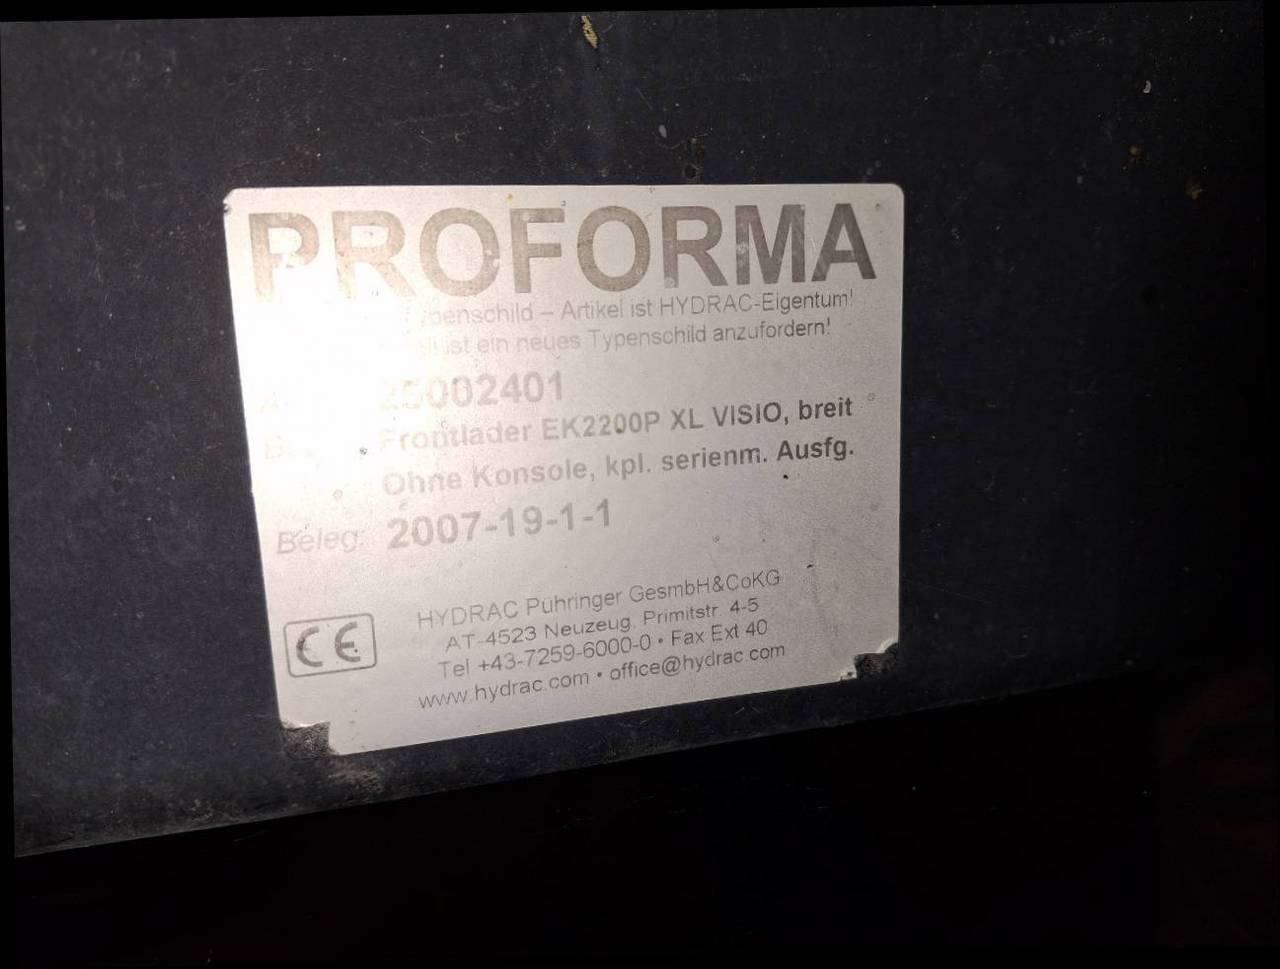 PROFORMA
Typenschild – Artikel ist HYDRAC-Eigentum!
ist ein neues Typenschild anzufordern!
25002401
Frontlader EK2200P XL VISIO, breit
Ohne Konsole, kpl. serienm. Ausfg.
Beleg: 2007-19-1-1
CE
HYDRAC Pühringer GesmbH&CoKG
AT-4523 Neuzeug. Primitstr. 4-5
Tel +43-7259-6000-0 • Fax Ext 40
www.hydrac.com • office@hydrac.com